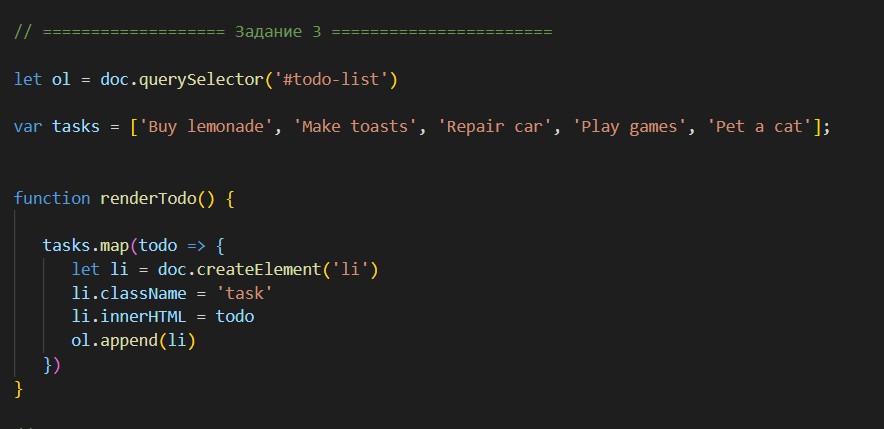 // =================== Задание 3 =======================
let ol = doc.querySelector('#todo-list')
var tasks = ['Buy lemonade', 'Make toasts', 'Repair car', 'Play games', 'Pet a cat'];
function renderTodo() {
tasks.map(todo => {
let li = doc.createElement('li')
li.className = 'task'
li.innerHTML = todo
ol.append(li)
})
}